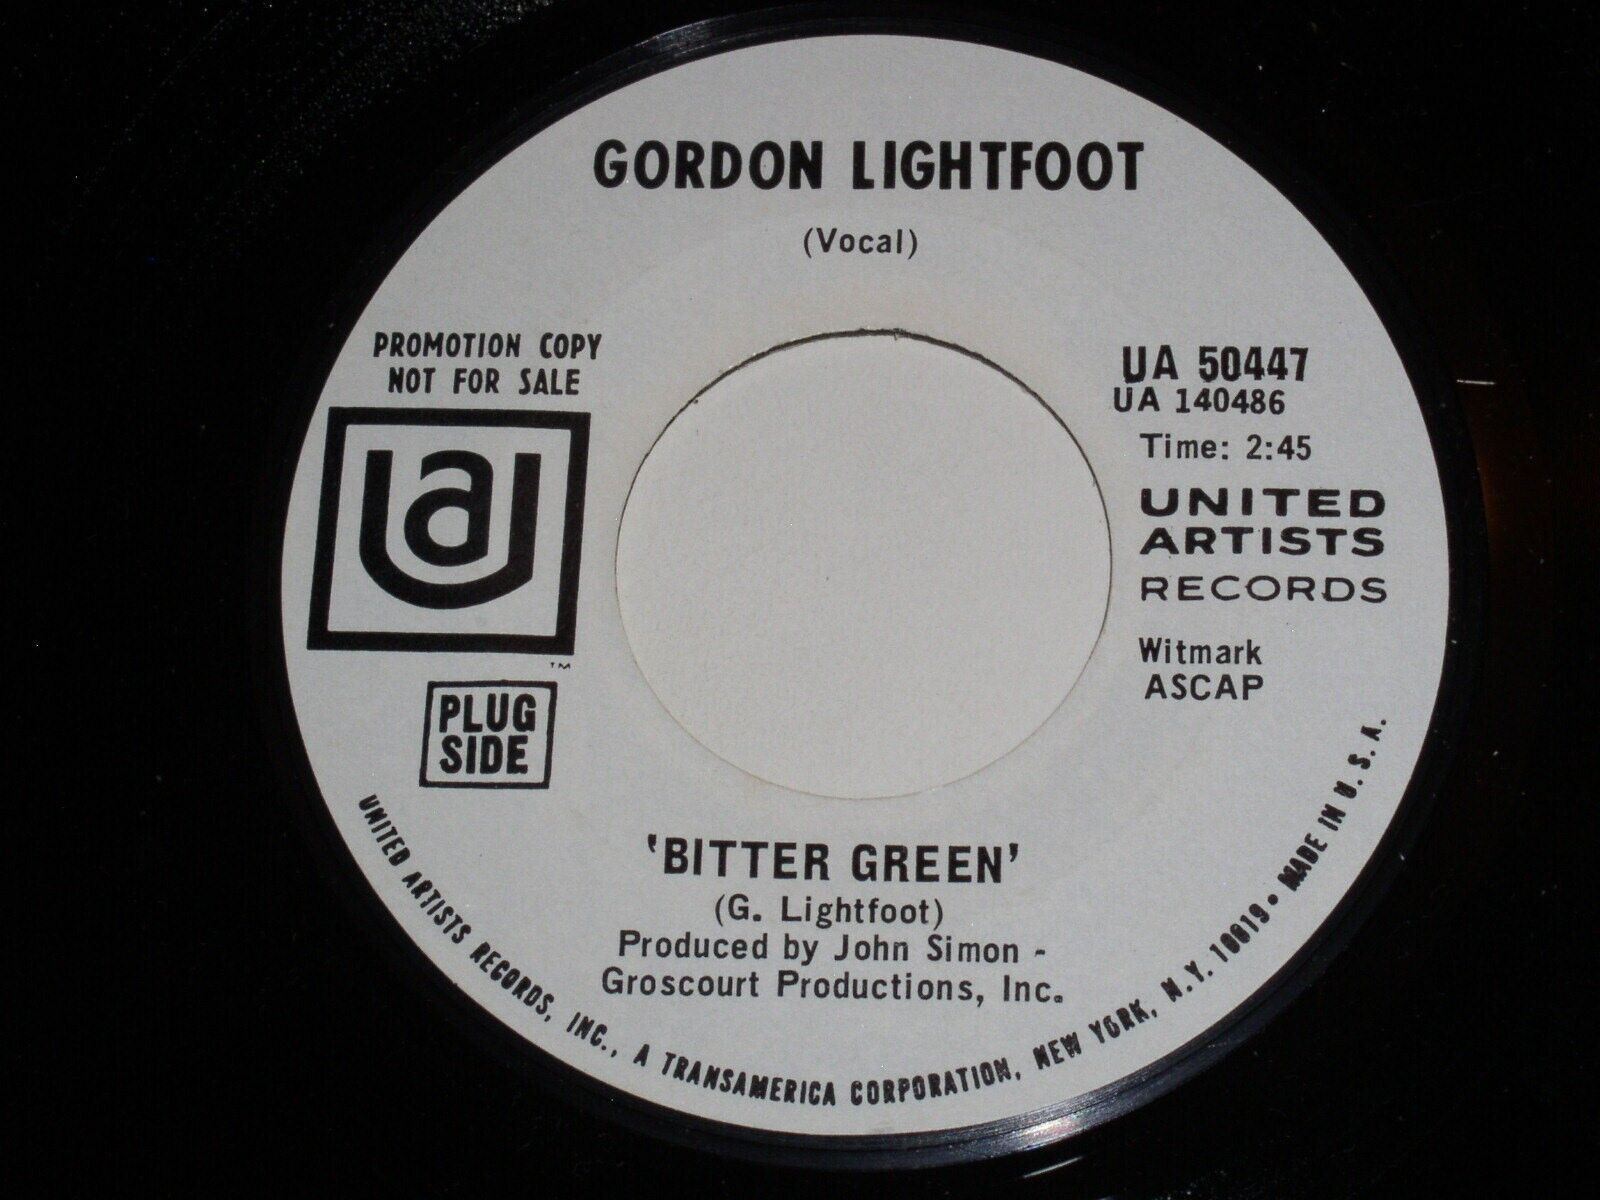 GORDON LIGHTFOOT
(Vocal)
PROMOTION COPY
NOT FOR SALE
UA
TM
PLUG
SIDE
UA 50447
UA 140486
Time: 2:45
UNITED
ARTISTS
RECORDS
Witmark
ASCAP
'BITTER GREEN'
(G. Lightfoot)
Produced by John Simon -
Groscourt Productions, Inc.
UNITED ARTISTS RECORDS, INC., A TRANSAMERICA CORPORATION, NEW YORK, N.Y. 10019 • MADE IN U.S.A.